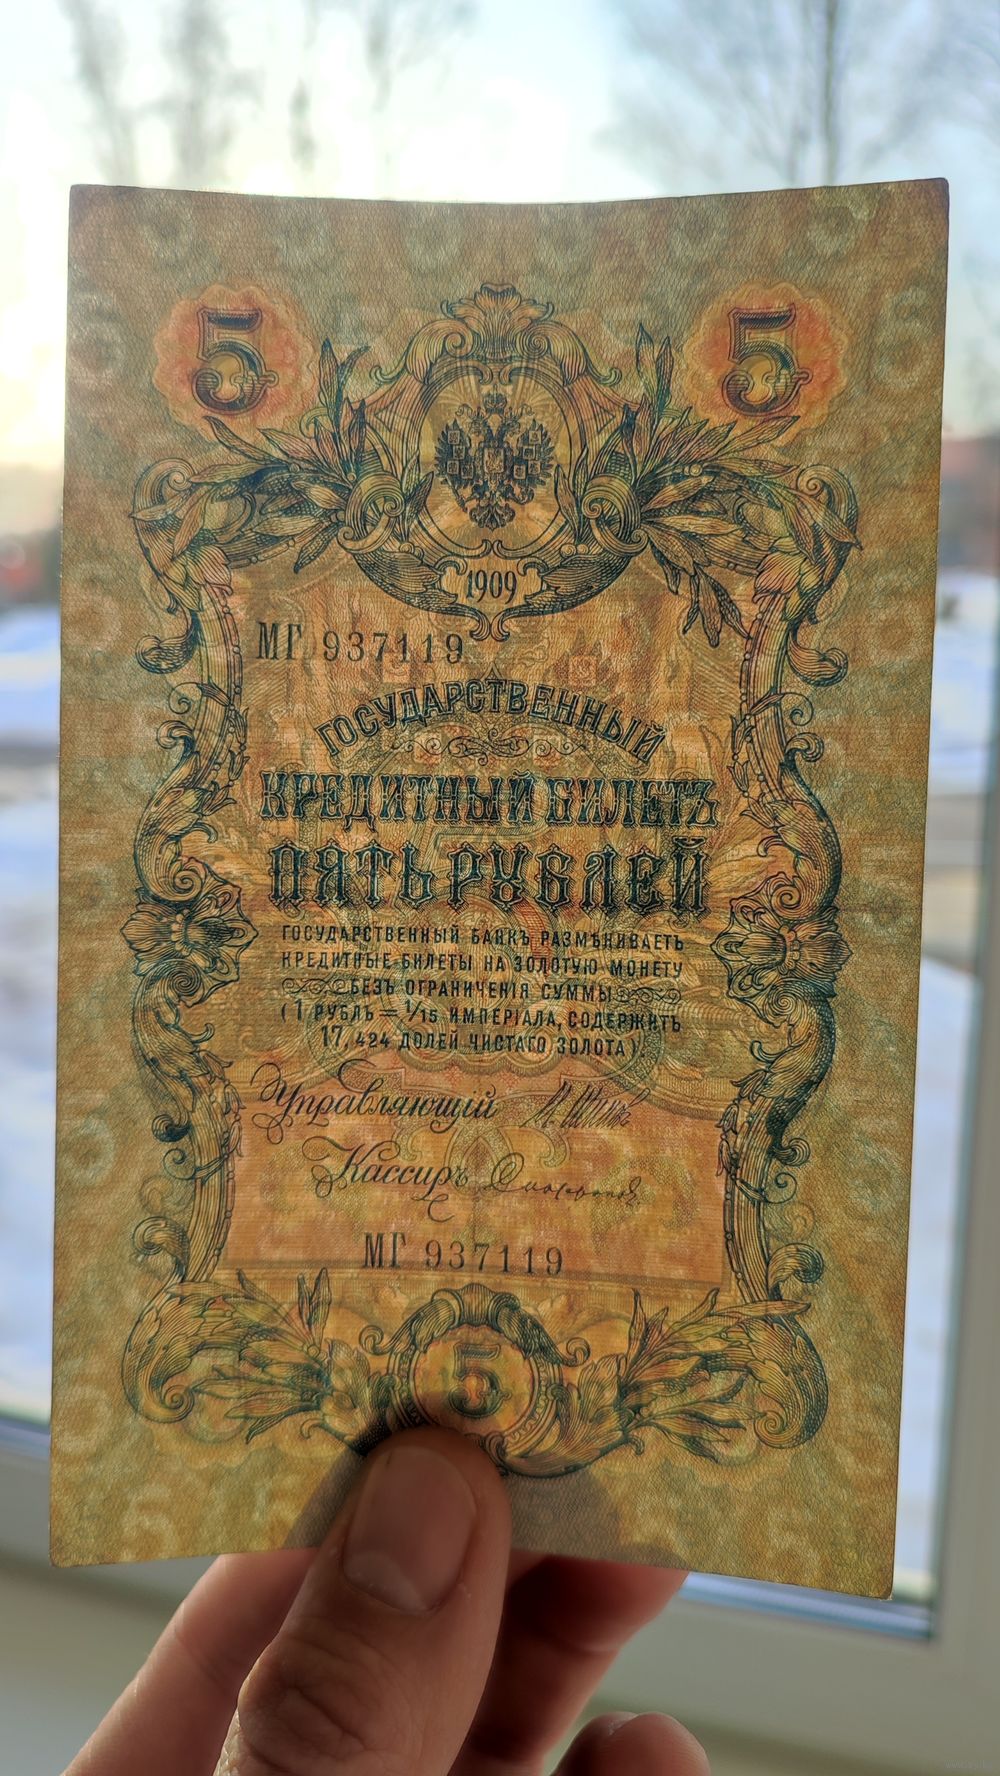 5 5
1909
МГ 937119
ГОСУДАРСТВЕННЫЙ
КРЕДИТНЫЙ БИЛЕТЪ
ПЯТЬ РУБЛЕЙ
ГОСУДАРСТВЕННЫЙ БАНКЪ РАЗМѢНИВАЕТЪ
КРЕДИТНЫЕ БИЛЕТЫ НА ЗОЛОТУЮ МОНЕТУ
БЕЗЪ ОГРАНИЧЕНІЯ СУММЫ
(1 РУБЛЬ = 1/15 ИМПЕРІАЛА, СОДЕРЖИТЪ
17,424 ДОЛЕЙ ЧИСТАГО ЗОЛОТА).
Управляющій
Кассиръ
МГ 937119
5